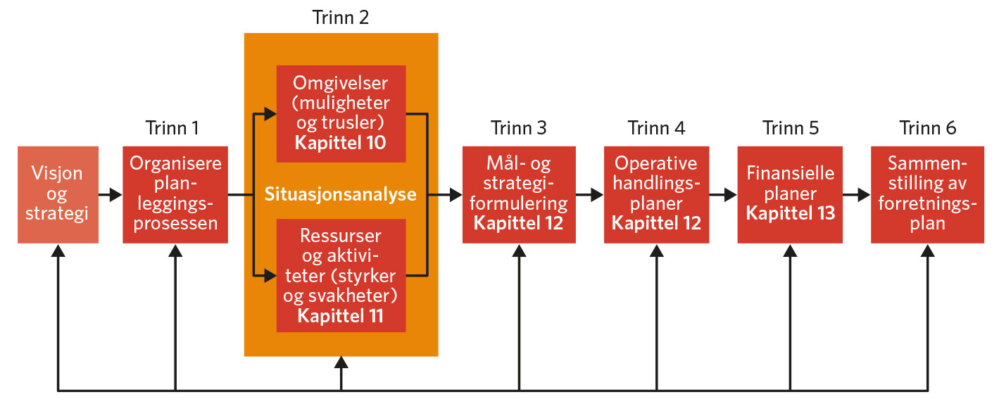 Trinn 2
Omgivelser
(muligheter
og trusler)
Kapittel 10
Situasjonsanalyse
Ressurser
og aktivi-
teter (styrker
og svakheter)
Kapittel 11
Visjon
og
strategi
Trinn 1
Organisere
plan-
leggings-
prosessen
Trinn 3
Mål- og
strategi-
formulering
Kapittel 12
Trinn 4
Operative
handlings-
planer
Kapittel 12
Trinn 5
Finansielle
planer
Kapittel 13
Trinn 6
Sammen-
stilling av
forretnings-
plan